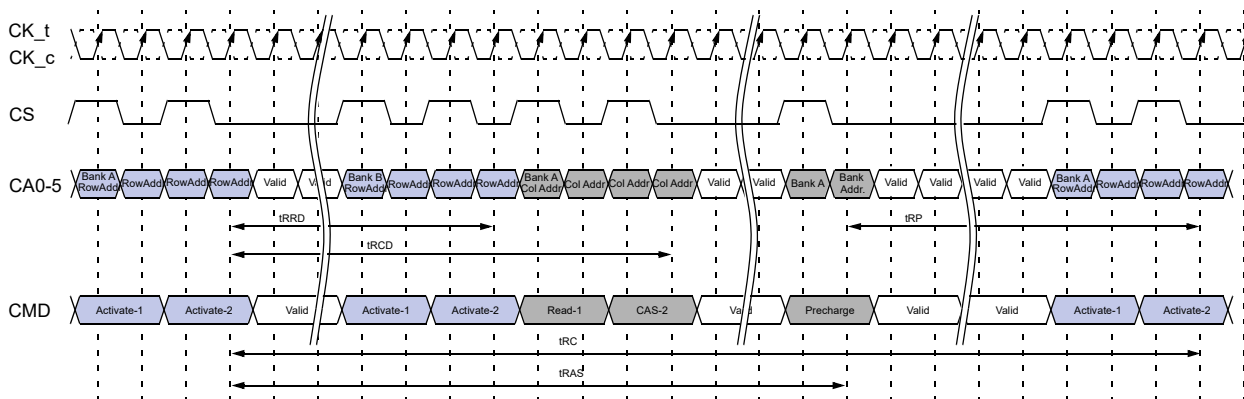 CK_t
CK_c
CS
CA0-5
Bank A RowAddr
RowAddr
RowAddr
RowAddr
Valid
Valid
Bank B RowAddr
RowAddr
RowAddr
RowAddr
Bank A Col Addr
Col Addr
Col Addr
Col Addr
Valid
Valid
Bank A
Bank Addr.
Valid
Valid
Valid
Valid
Bank A RowAddr
RowAddr
RowAddr
RowAddr
tRRD
tRP
tRCD
CMD
Activate-1
Activate-2
Valid
Activate-1
Activate-2
Read-1
CAS-2
Valid
Precharge
Valid
Valid
Activate-1
Activate-2
tRC
tRAS